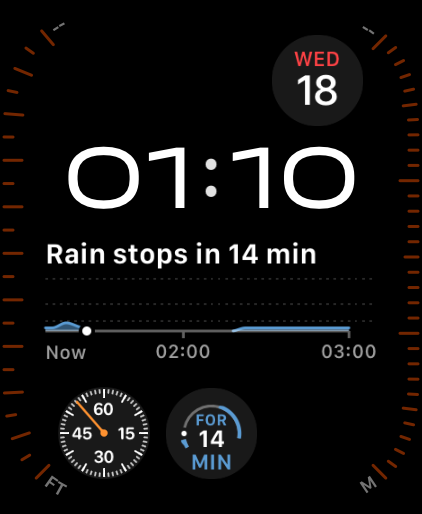 --
--
WED
18
01:10
Rain stops in 14 min
Now 02:00 03:00
60
45 15
30
FOR
14
MIN
FT
M